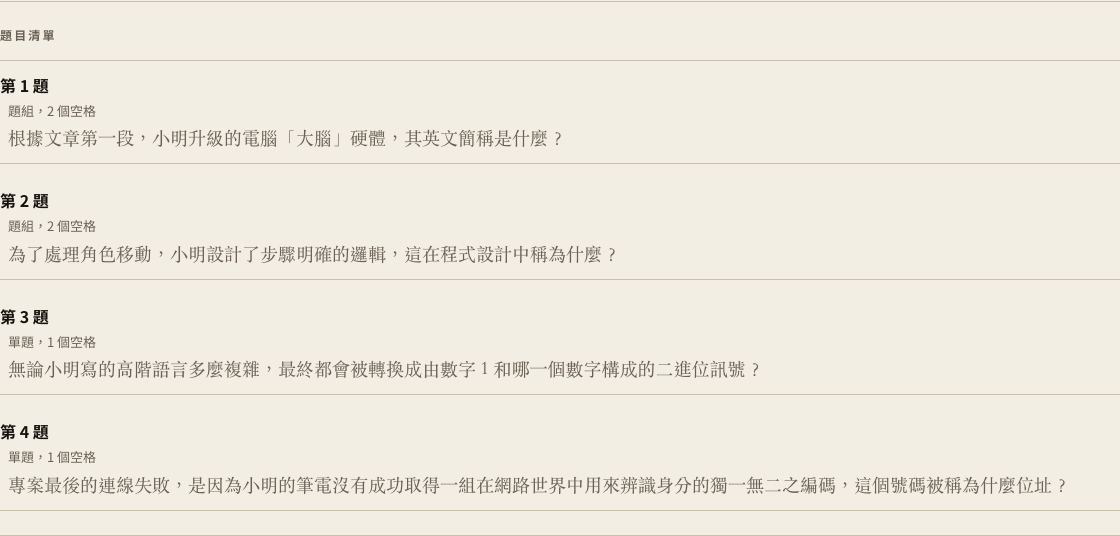 題目清單
第 1 題
題組，2 個空格
根據文章第一段，小明升級的電腦「大腦」硬體，其英文簡稱是什麼？
第 2 題
題組，2 個空格
為了處理角色移動，小明設計了步驟明確的邏輯，這在程式設計中稱為什麼？
第 3 題
單題，1 個空格
無論小明寫的高階語言多麼複雜，最終都會被轉換成由數字 1 和哪一個數字構成的二進位訊號？
第 4 題
單題，1 個空格
專案最後的連線失敗，是因為小明的筆電沒有成功取得一組在網路世界中用來辨識身分的獨一無二之編碼，這個號碼被稱為什麼位址？